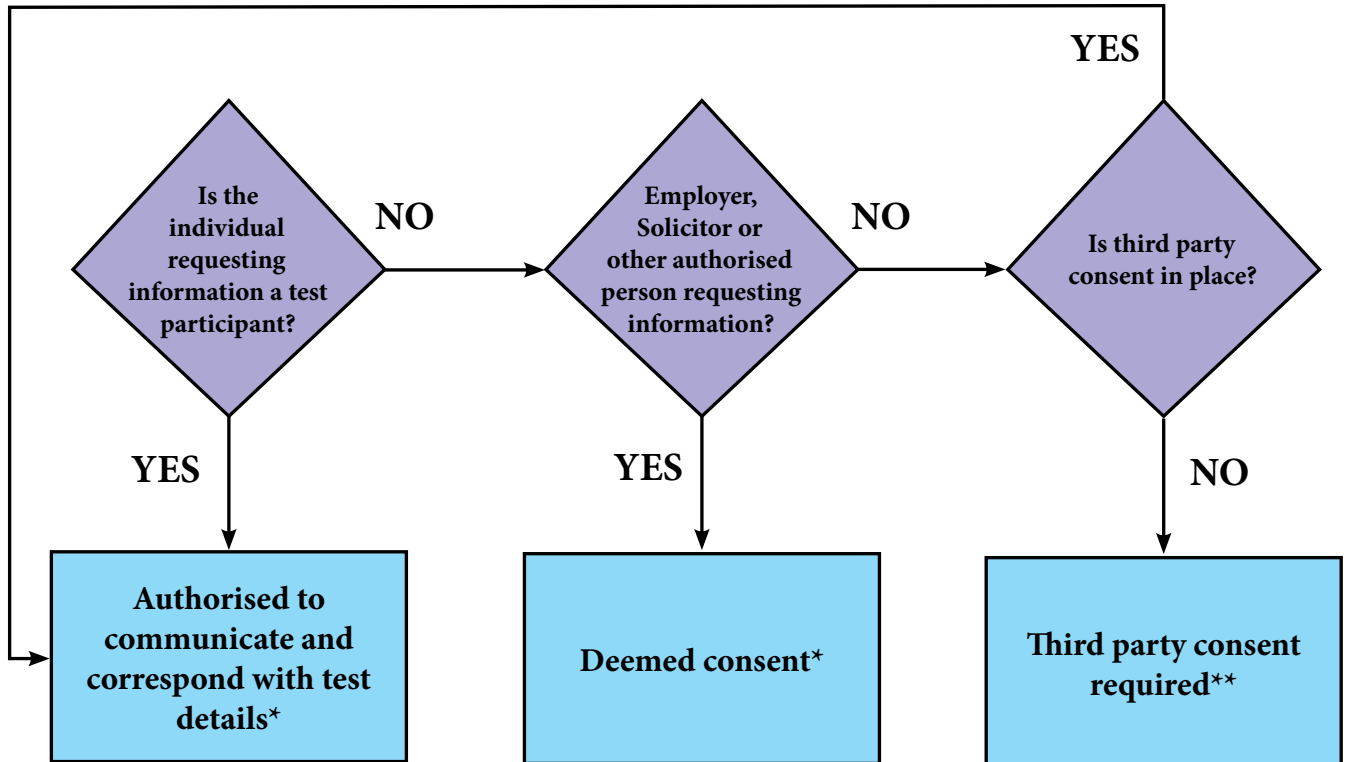 YES
Is the
individual
requesting
information a test
participant?
NO
Employer,
Solicitor or
other authorised
person requesting
information?
NO
Is third party
consent in place?
YES
YES
NO
Authorised to
communicate and
correspond with test
details*
Deemed consent*
Third party consent
required**